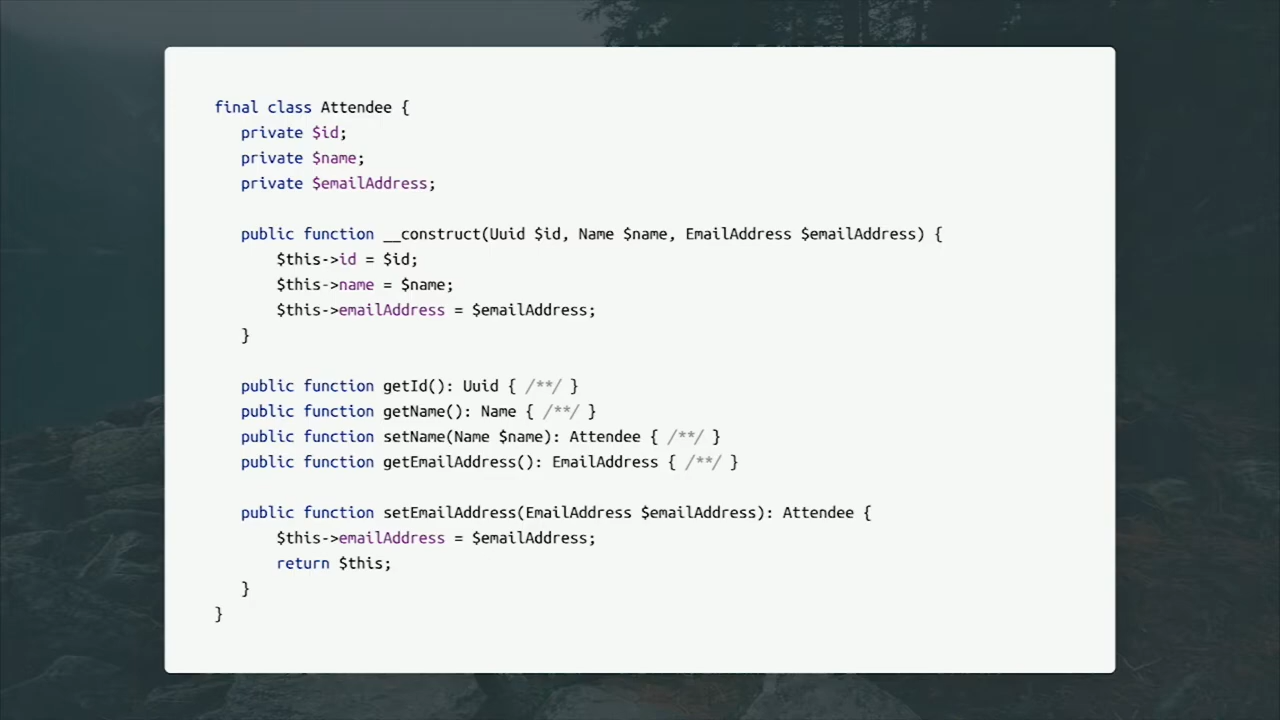 final class Attendee {
private $id;
private $name;
private $emailAddress;
public function __construct(Uuid $id, Name $name, EmailAddress $emailAddress) {
$this->id = $id;
$this->name = $name;
$this->emailAddress = $emailAddress;
}
public function getId(): Uuid { /**/ }
public function getName(): Name { /**/ }
public function setName(Name $name): Attendee { /**/ }
public function getEmailAddress(): EmailAddress { /**/ }
public function setEmailAddress(EmailAddress $emailAddress): Attendee {
$this->emailAddress = $emailAddress;
return $this;
}
}